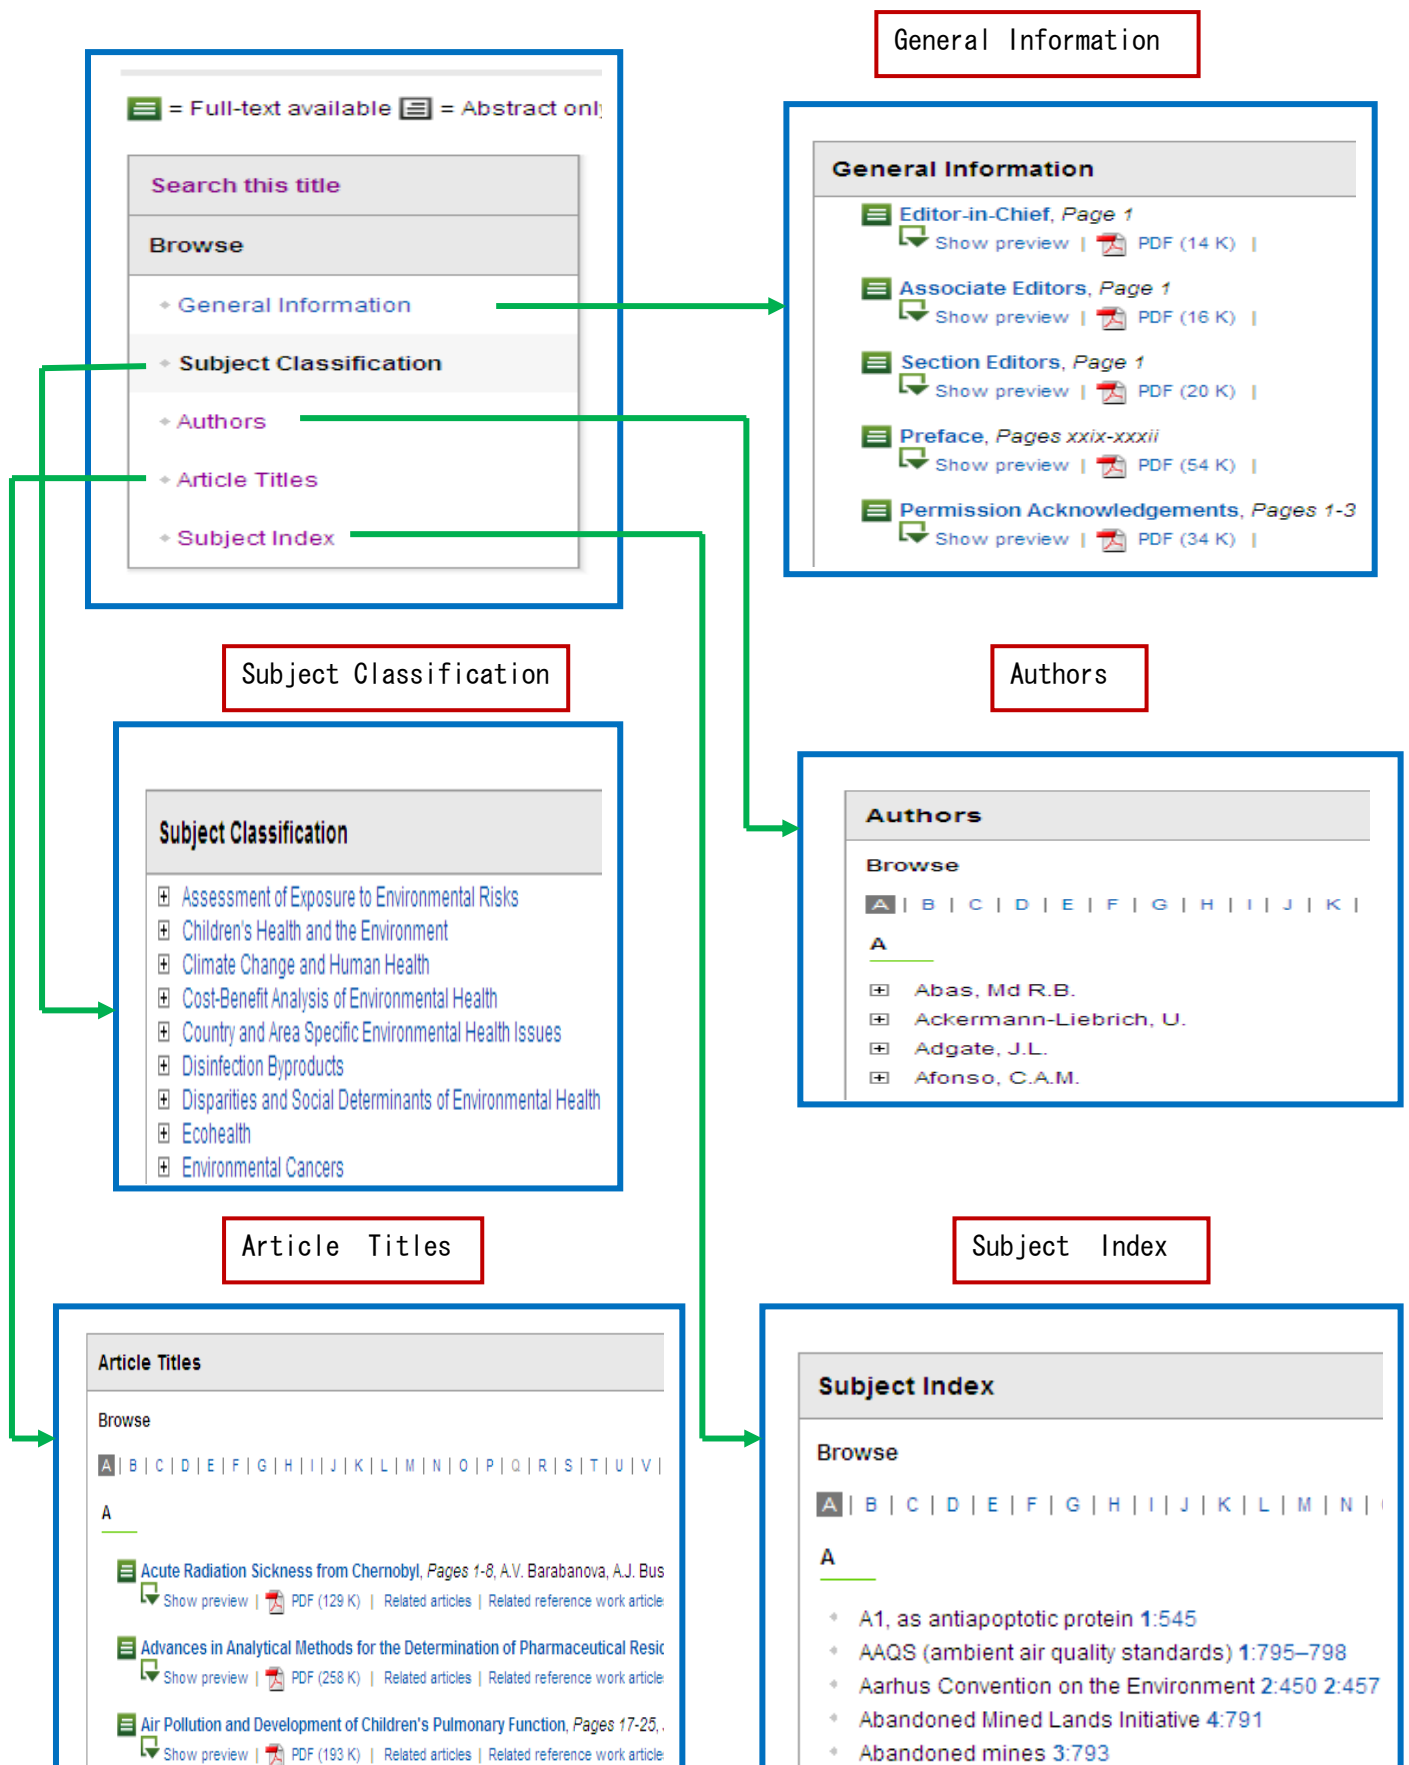 General Information
= Full-text available = Abstract only
Search this title
Browse
General Information
Subject Classification
Authors
Article Titles
Subject Index
General Information
Editor-in-Chief, Page 1
Show preview | PDF (14 K) |
Associate Editors, Page 1
Show preview | PDF (16 K) |
Section Editors, Page 1
Show preview | PDF (20 K) |
Preface, Pages xxix-xxxii
Show preview | PDF (54 K) |
Permission Acknowledgements, Pages 1-3
Show preview | PDF (34 K) |
Subject Classification
Authors
Subject Classification
Assessment of Exposure to Environmental Risks
Children's Health and the Environment
Climate Change and Human Health
Cost-Benefit Analysis of Environmental Health
Country and Area Specific Environmental Health Issues
Disinfection Byproducts
Disparities and Social Determinants of Environmental Health
Ecohealth
Environmental Cancers
Authors
Browse
A | B | C | D | E | F | G | H | I | J | K |
A
Abas, Md R.B.
Ackermann-Liebrich, U.
Adgate, J.L.
Afonso, C.A.M.
Article Titles
Subject Index
Article Titles
Browse
A | B | C | D | E | F | G | H | I | J | K | L | M | N | O | P | Q | R | S | T | U | V |
A
Acute Radiation Sickness from Chernobyl, Pages 1-8, A.V. Barabanova, A.J. Bus
Show preview | PDF (129 K) | Related articles | Related reference work article
Advances in Analytical Methods for the Determination of Pharmaceutical Resid
Show preview | PDF (258 K) | Related articles | Related reference work article
Air Pollution and Development of Children's Pulmonary Function, Pages 17-25,
Show preview | PDF (193 K) | Related articles | Related reference work article
Subject Index
Browse
A | B | C | D | E | F | G | H | I | J | K | L | M | N |
A
A1, as antiapoptotic protein 1:545
AAQS (ambient air quality standards) 1:795–798
Aarhus Convention on the Environment 2:450 2:457
Abandoned Mined Lands Initiative 4:791
Abandoned mines 3:793